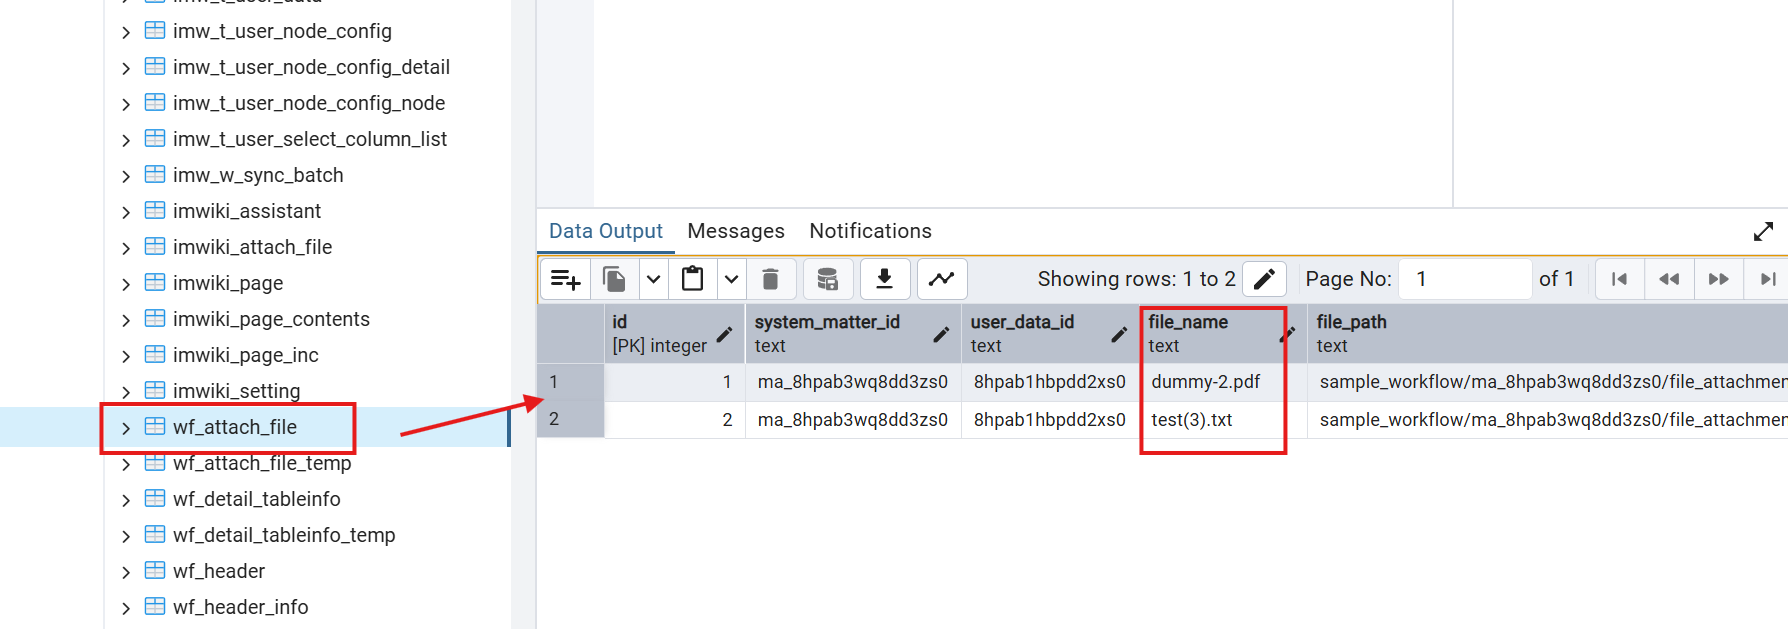 imw_t_user_data
imw_t_user_node_config
imw_t_user_node_config_detail
imw_t_user_node_config_node
imw_t_user_select_column_list
imw_w_sync_batch
imwiki_assistant
imwiki_attach_file
imwiki_page
imwiki_page_contents
imwiki_page_inc
imwiki_setting
wf_attach_file
wf_attach_file_temp
wf_detail_tableinfo
wf_detail_tableinfo_temp
wf_header
wf_header_info
Data Output Messages Notifications
Showing rows: 1 to 2 Page No: 1 of 1
id system_matter_id user_data_id file_name file_path
[PK] integer text text text text
1 1 ma_8hpab3wq8dd3zs0 8hpab1hbpdd2xs0 dummy-2.pdf sample_workflow/ma_8hpab3wq8dd3zs0/file_attachmen
2 2 ma_8hpab3wq8dd3zs0 8hpab1hbpdd2xs0 test(3).txt sample_workflow/ma_8hpab3wq8dd3zs0/file_attachmen